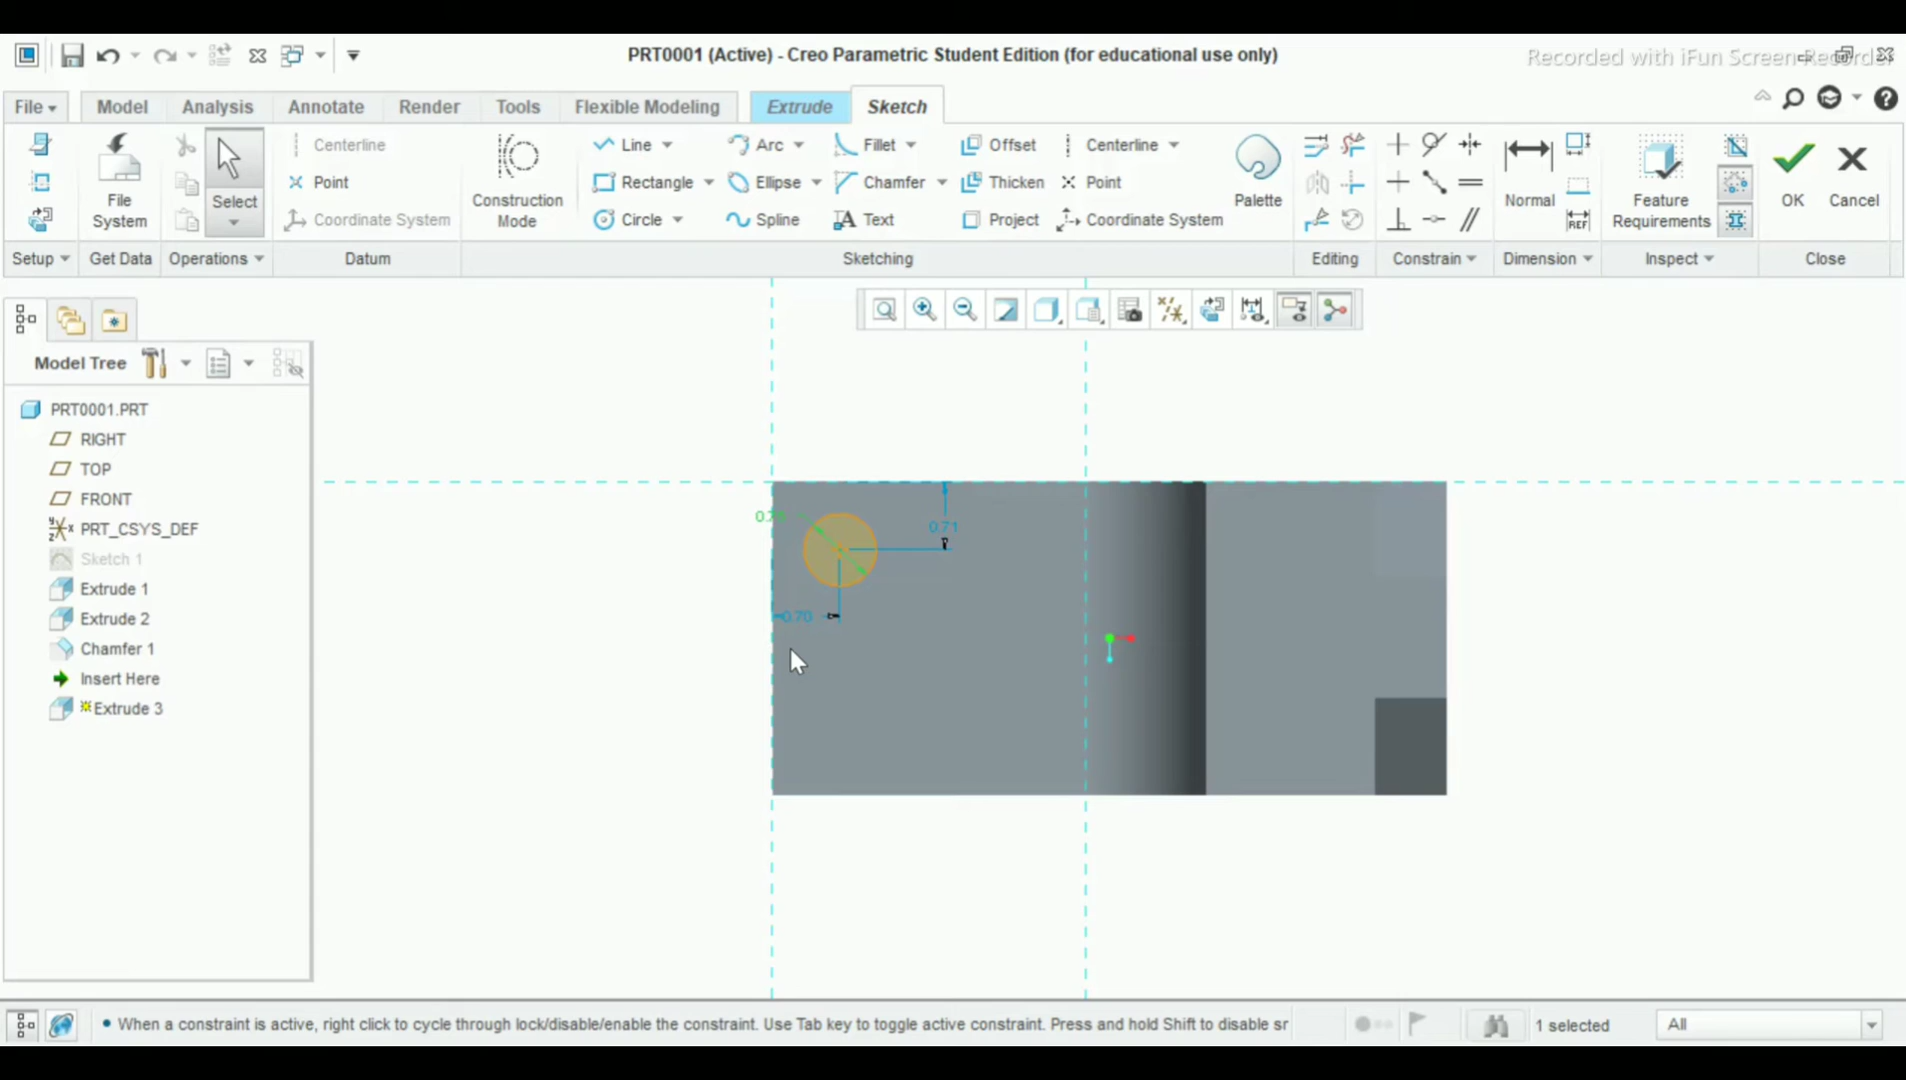 PRT0001 (Active) - Creo Parametric Student Edition (for educational use only)
Recorded with iFun Screen Recorder
File Model Analysis Annotate Render Tools Flexible Modeling Extrude Sketch
Centerline Line Arc Fillet Offset Centerline
Point Rectangle Ellipse Chamfer Thicken Point
Coordinate System Circle Spline Text Project Coordinate System
File System
Select
Construction Mode
Palette
Normal
Feature Requirements
OK
Cancel
Setup Get Data Operations Datum Sketching Editing Constrain Dimension Inspect Close
Model Tree
PRT0001.PRT
RIGHT
TOP
FRONT
PRT_CSYS_DEF
Sketch 1
Extrude 1
Extrude 2
Chamfer 1
Insert Here
Extrude 3
0.71
0.70
When a constraint is active, right click to cycle through lock/disable/enable the constraint. Use Tab key to toggle active constraint. Press and hold Shift to disable sr
1 selected
All